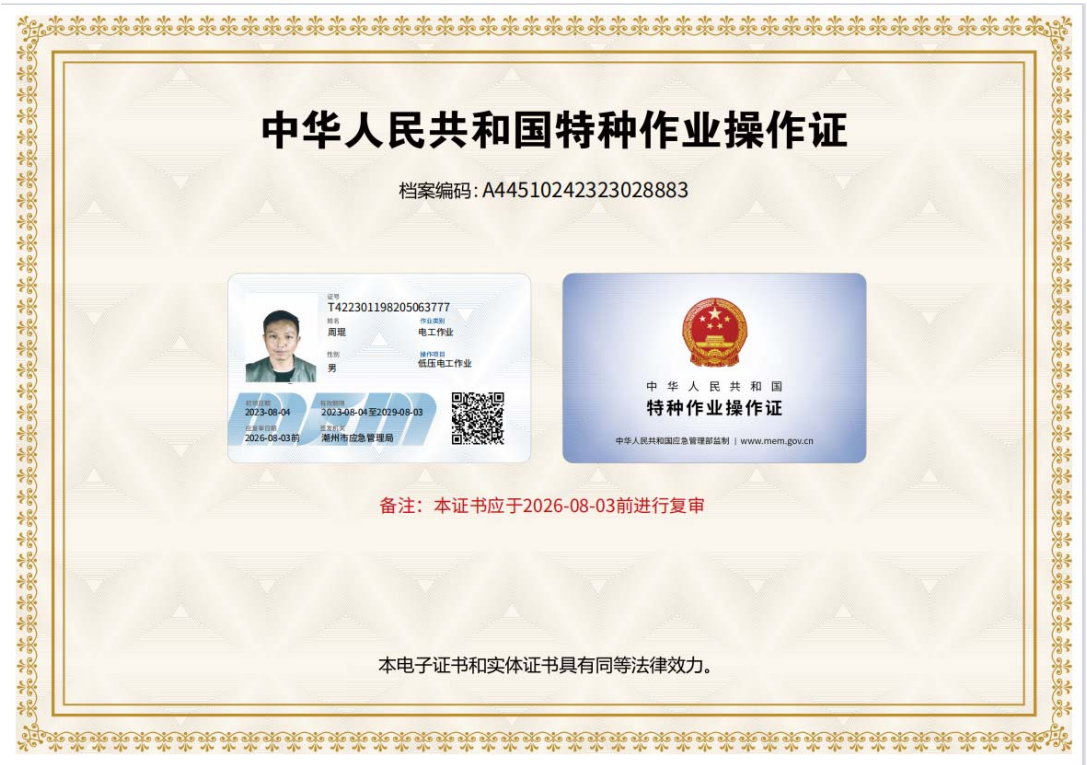 中华人民共和国特种作业操作证
档案编码: A44510242323028883
证号
T422301198205063777
姓名 作业类别
周琨 电工作业
性别 操作项目
男 低压电工作业
初领日期 有效期限
2023-08-04 2023-08-04至2029-08-03
应复审日期 签发机关
2026-08-03前 潮州市应急管理局
中华人民共和国
特种作业操作证
中华人民共和国应急管理部监制 | www.mem.gov.cn
备注：本证书应于2026-08-03前进行复审
本电子证书和实体证书具有同等法律效力。